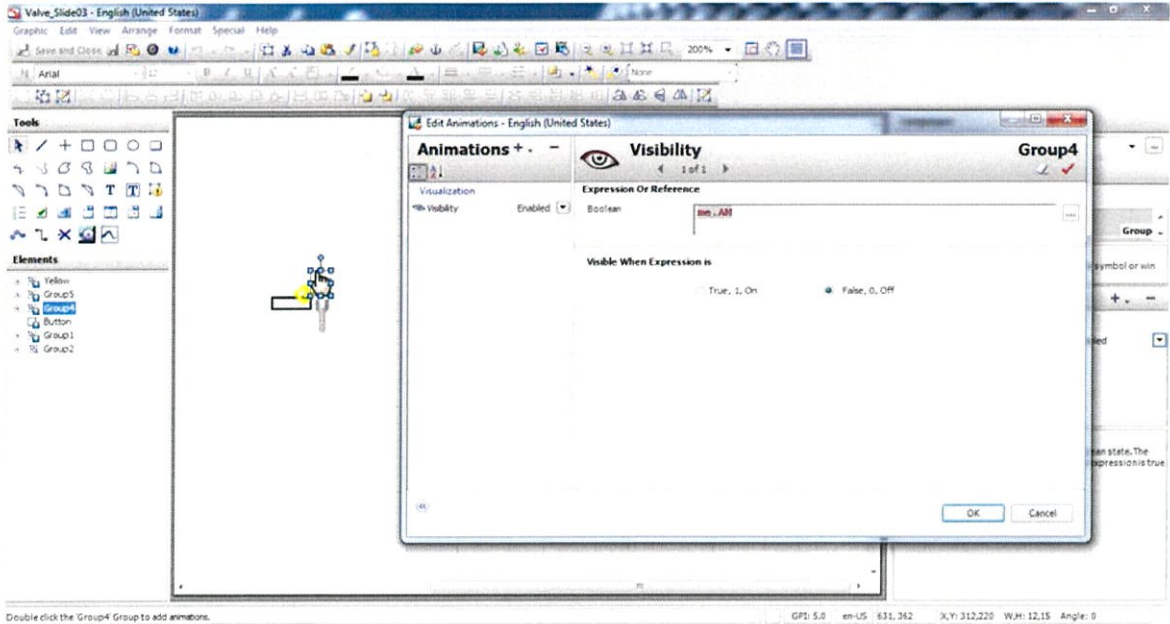 Valve_Slide03 - English (United States)
Graphic Edit View Arrange Format Special Help
Save and Close
200%
Arial
None
Tools
Elements
Yellow
Group5
Group4
Button
Group1
Group2
Edit Animations - English (United States)
Animations
Visualization
Visibility Enabled
Visibility
1 of 1
Group4
Expression Or Reference
Boolean me.AM
Visible When Expression is
True, 1, On False, 0, Off
OK Cancel
Group
symbol or win
an state. The
expression is true
Double click the 'Group4' Group to add animations.
GPI: 5.0 en-US 631, 362 X,Y: 312,220 W,H: 12,15 Angle: 0